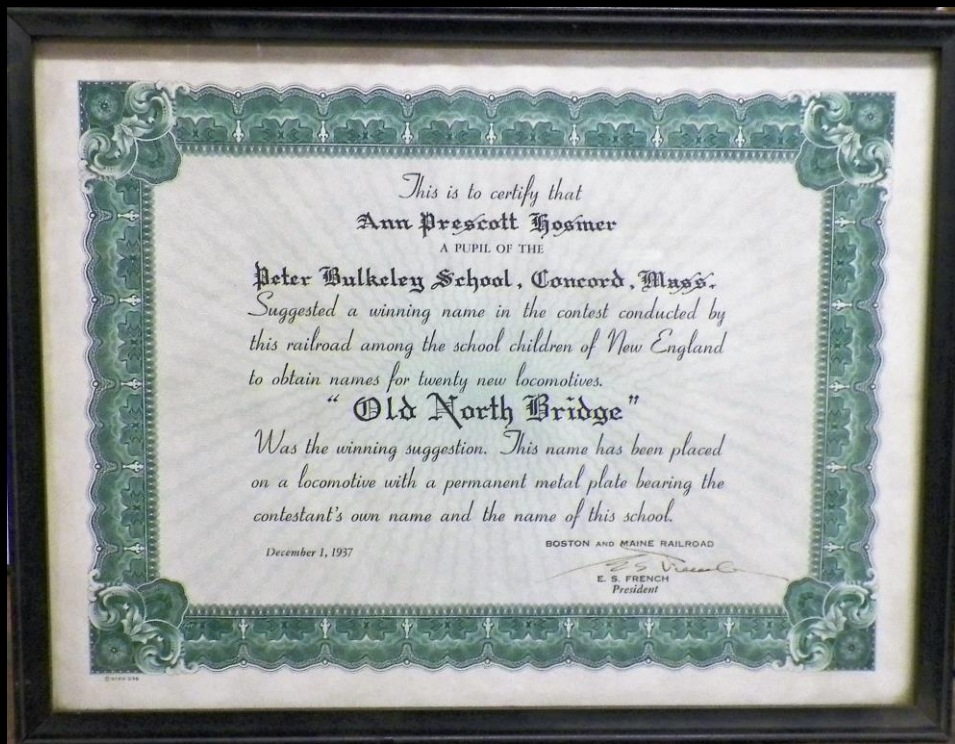 This is to certify that
Ann Prescott Hosmer
A PUPIL OF THE
Peter Bulkeley School, Concord, Mass.
Suggested a winning name in the contest conducted by
this railroad among the school children of New England
to obtain names for twenty new locomotives.
" Old North Bridge "
Was the winning suggestion. This name has been placed
on a locomotive with a permanent metal plate bearing the
contestant's own name and the name of this school.
December 1, 1937
BOSTON AND MAINE RAILROAD
E. S. French
E. S. FRENCH
President